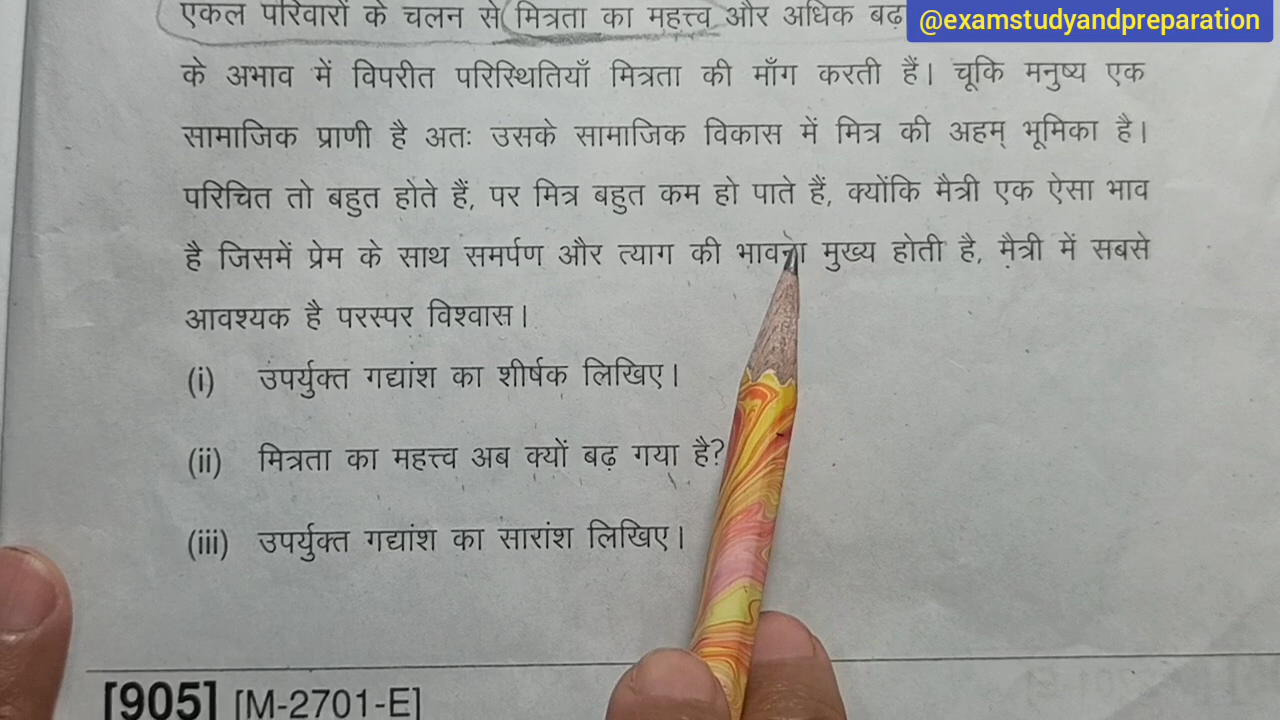 @examstudyandpreparation
एकल परिवारों के चलन से मित्रता का महत्त्व और अधिक बढ़
के अभाव में विपरीत परिस्थितियाँ मित्रता की माँग करती हैं। चूकि मनुष्य एक
सामाजिक प्राणी है अतः उसके सामाजिक विकास में मित्र की अहम् भूमिका है।
परिचित तो बहुत होते हैं, पर मित्र बहुत कम हो पाते हैं, क्योंकि मैत्री एक ऐसा भाव
है जिसमें प्रेम के साथ समर्पण और त्याग की भावना मुख्य होती है, मैत्री में सबसे
आवश्यक है परस्पर विश्वास।
(i) उपर्युक्त गद्यांश का शीर्षक लिखिए।
(ii) मित्रता का महत्त्व अब क्यों बढ़ गया है?
(iii) उपर्युक्त गद्यांश का सारांश लिखिए।
[905] [M-2701-E]